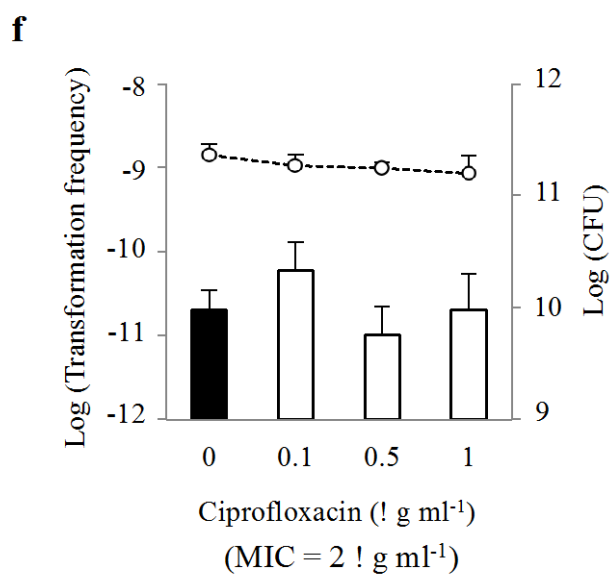 f
Log (Transformation frequency)
-8
-9
-10
-11
-12
12
11
10
9
Log (CFU)
0 0.1 0.5 1
Ciprofloxacin (! g ml-1)
(MIC = 2 ! g ml-1)